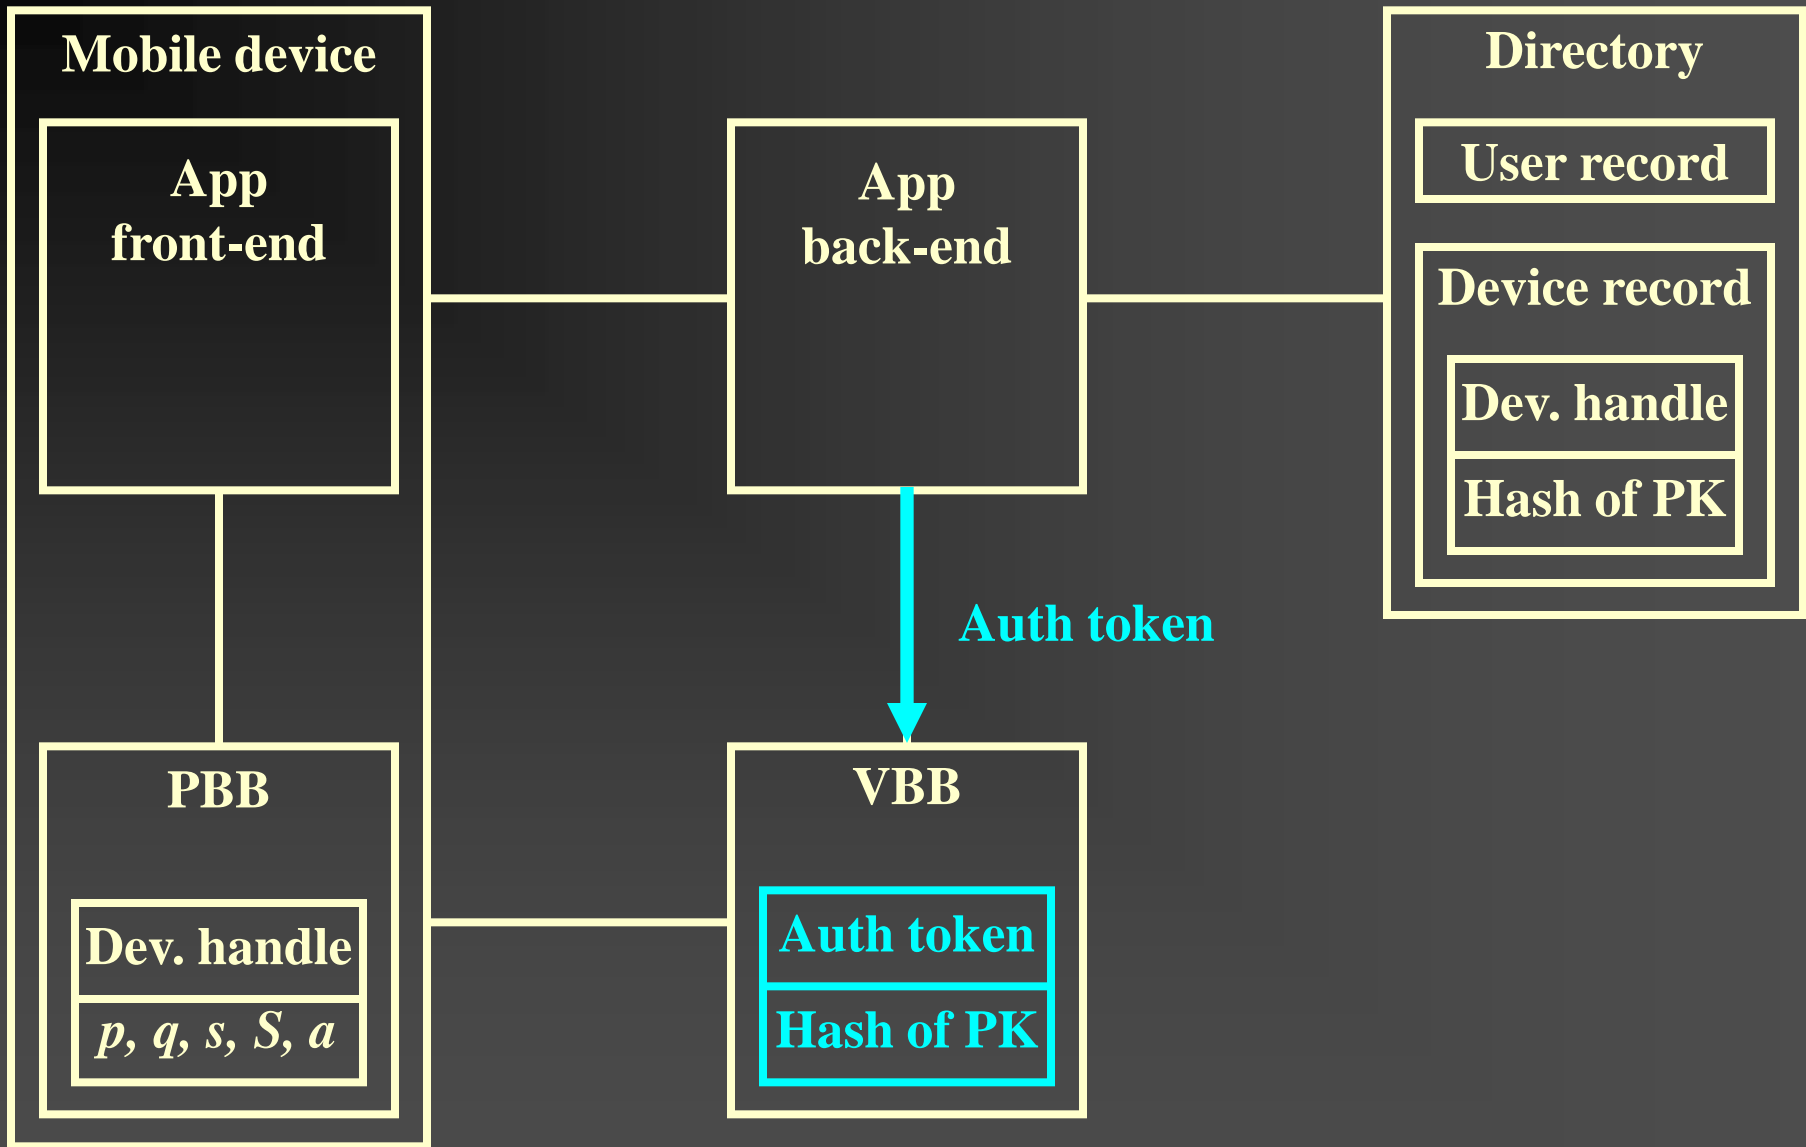 Mobile device
App
front-end
PBB
Dev. handle
p, q, s, S, a
App
back-end
Auth token
VBB
Auth token
Hash of PK
Directory
User record
Device record
Dev. handle
Hash of PK